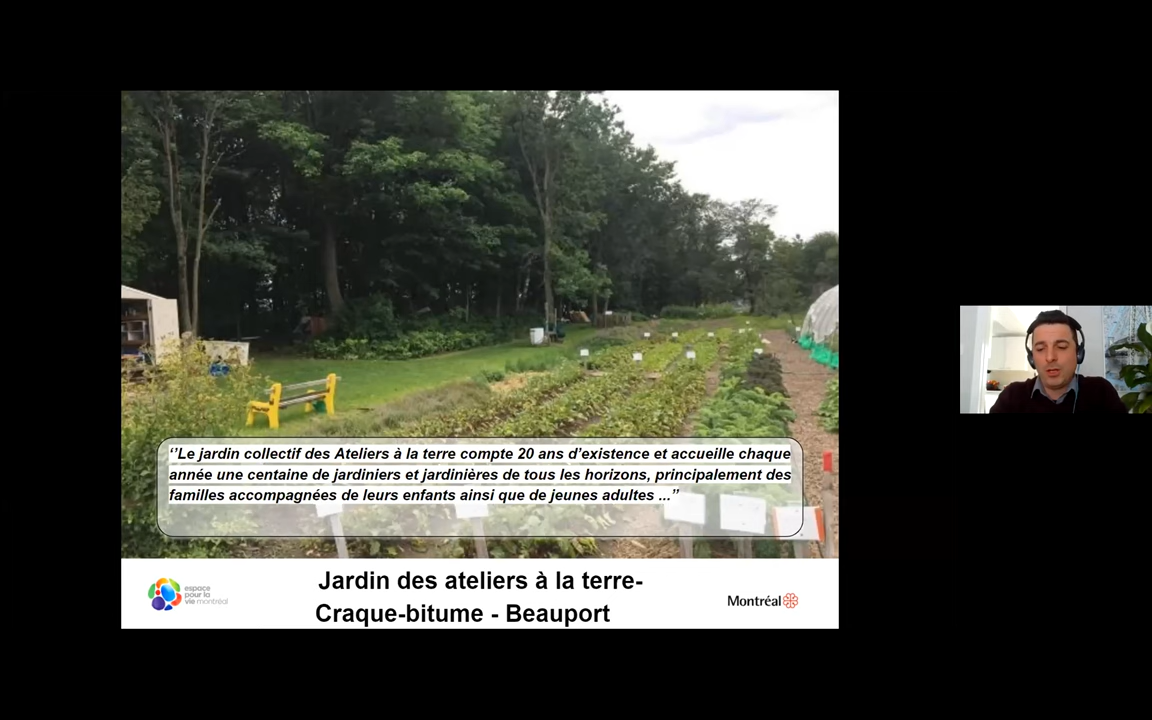 ‘’Le jardin collectif des Ateliers à la terre compte 20 ans d’existence et accueille chaque
année une centaine de jardiniers et jardinières de tous les horizons, principalement des
familles accompagnées de leurs enfants ainsi que de jeunes adultes ...’’
Jardin des ateliers à la terre-
Craque-bitume - Beauport
espace
pour la
vie montréal
Montréal